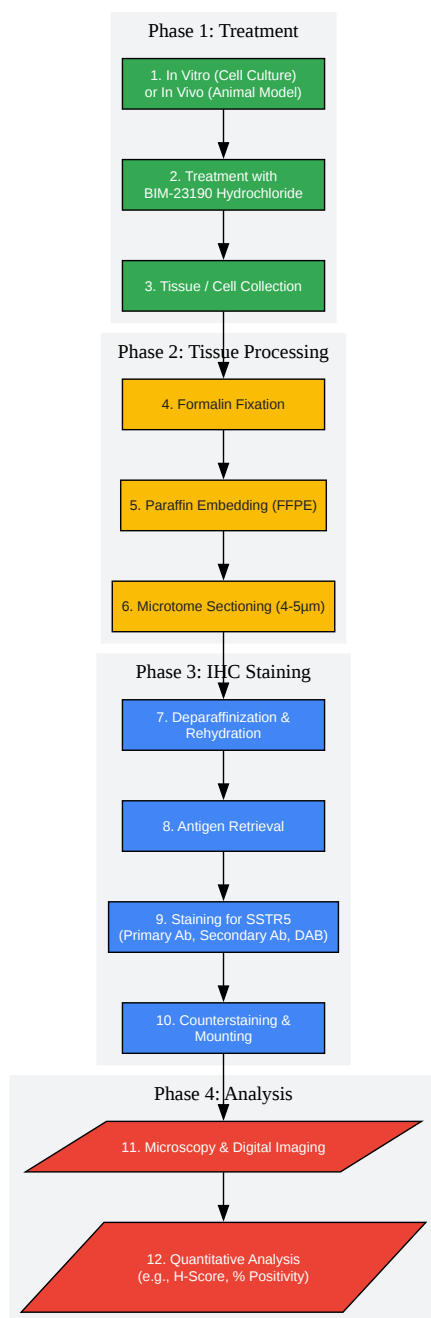 Phase 1: Treatment
1. In Vitro (Cell Culture)
or In Vivo (Animal Model)
2. Treatment with
BIM-23190 Hydrochloride
3. Tissue / Cell Collection
Phase 2: Tissue Processing
4. Formalin Fixation
5. Paraffin Embedding (FFPE)
6. Microtome Sectioning (4-5µm)
Phase 3: IHC Staining
7. Deparaffinization &
Rehydration
8. Antigen Retrieval
9. Staining for SSTR5
(Primary Ab, Secondary Ab, DAB)
10. Counterstaining &
Mounting
Phase 4: Analysis
11. Microscopy & Digital Imaging
12. Quantitative Analysis
(e.g., H-Score, % Positivity)